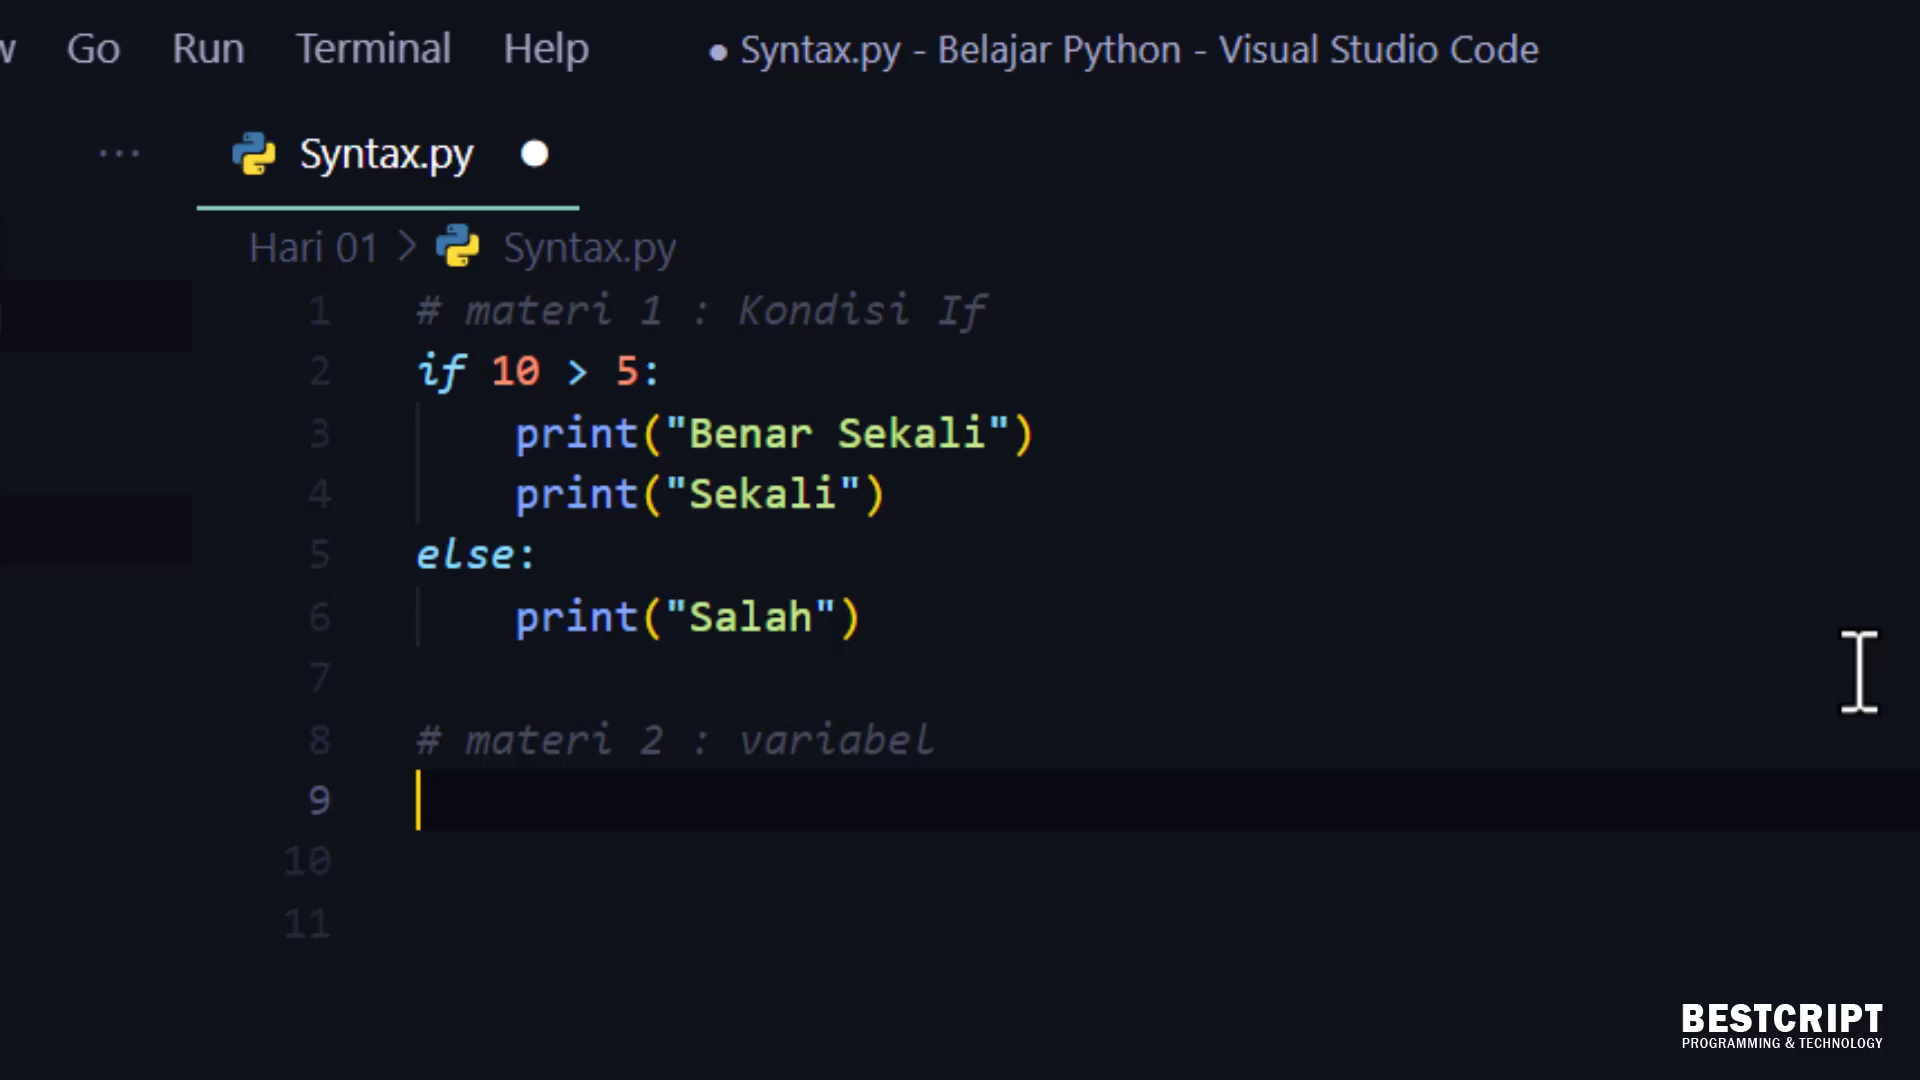 Go Run Terminal Help ● Syntax.py - Belajar Python - Visual Studio Code
... Syntax.py
Hari 01 > Syntax.py
1 # materi 1 : Kondisi If
2 if 10 > 5:
3 print("Benar Sekali")
4 print("Sekali")
5 else:
6 print("Salah")
7
8 # materi 2 : variabel
9
10
11
BESTCRIPT
PROGRAMMING & TECHNOLOGY